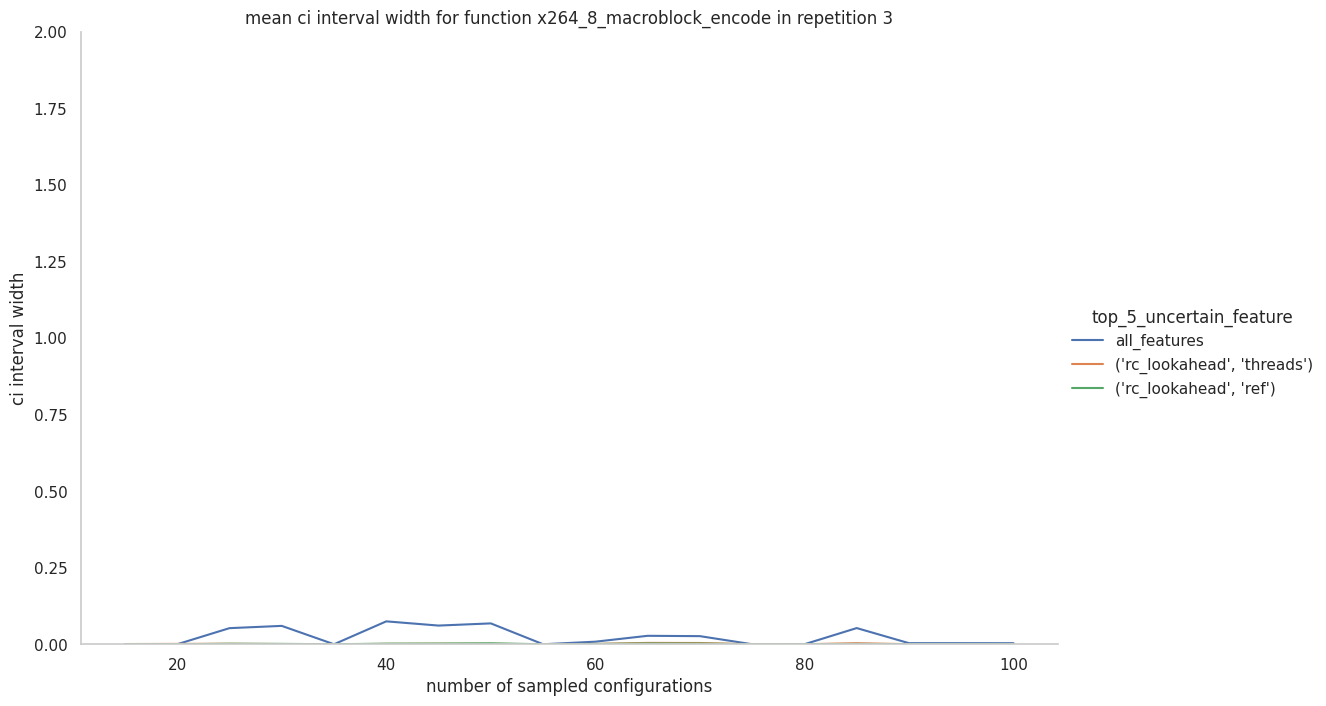 mean ci interval width for function x264_8_macroblock_encode in repetition 3
2.00
1.75
1.50
1.25
1.00
0.75
0.50
0.25
0.00
ci interval width
20
40
60
80
100
number of sampled configurations
top_5_uncertain_feature
all_features
('rc_lookahead', 'threads')
('rc_lookahead', 'ref')